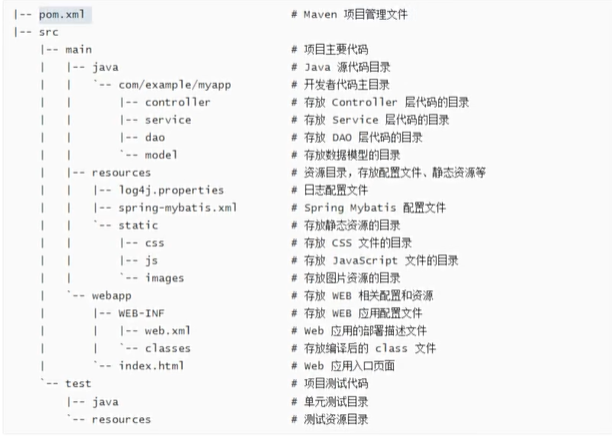 |-- pom.xml                            # Maven 项目管理文件
|-- src
    |-- main                           # 项目主要代码
    |   |-- java                       # Java 源代码目录
    |   |   `-- com/example/myapp      # 开发者代码主目录
    |   |       |-- controller         # 存放 Controller 层代码的目录
    |   |       |-- service            # 存放 Service 层代码的目录
    |   |       |-- dao                # 存放 DAO 层代码的目录
    |   |       `-- model              # 存放数据模型的目录
    |   |-- resources                  # 资源目录，存放配置文件、静态资源等
    |   |   |-- log4j.properties       # 日志配置文件
    |   |   |-- spring-mybatis.xml     # Spring Mybatis 配置文件
    |   |   `-- static                 # 存放静态资源的目录
    |   |       |-- css                # 存放 CSS 文件的目录
    |   |       |-- js                 # 存放 JavaScript 文件的目录
    |   |       `-- images             # 存放图片资源的目录
    |   `-- webapp                     # 存放 WEB 相关配置和资源
    |       |-- WEB-INF                # 存放 WEB 应用配置文件
    |       |   |-- web.xml            # Web 应用的部署描述文件
    |       |   `-- classes            # 存放编译后的 class 文件
    |       `-- index.html             # Web 应用入口页面
    `-- test                           # 项目测试代码
        |-- java                       # 单元测试目录
        `-- resources                  # 测试资源目录